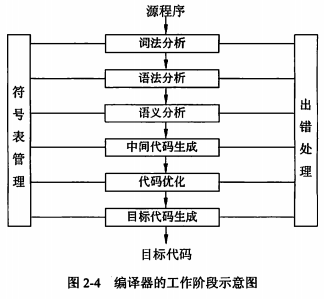 源程序
词法分析
语法分析
语义分析
中间代码生成
代码优化
目标代码生成
目标代码
符号表管理
出错处理
图 2-4 编译器的工作阶段示意图